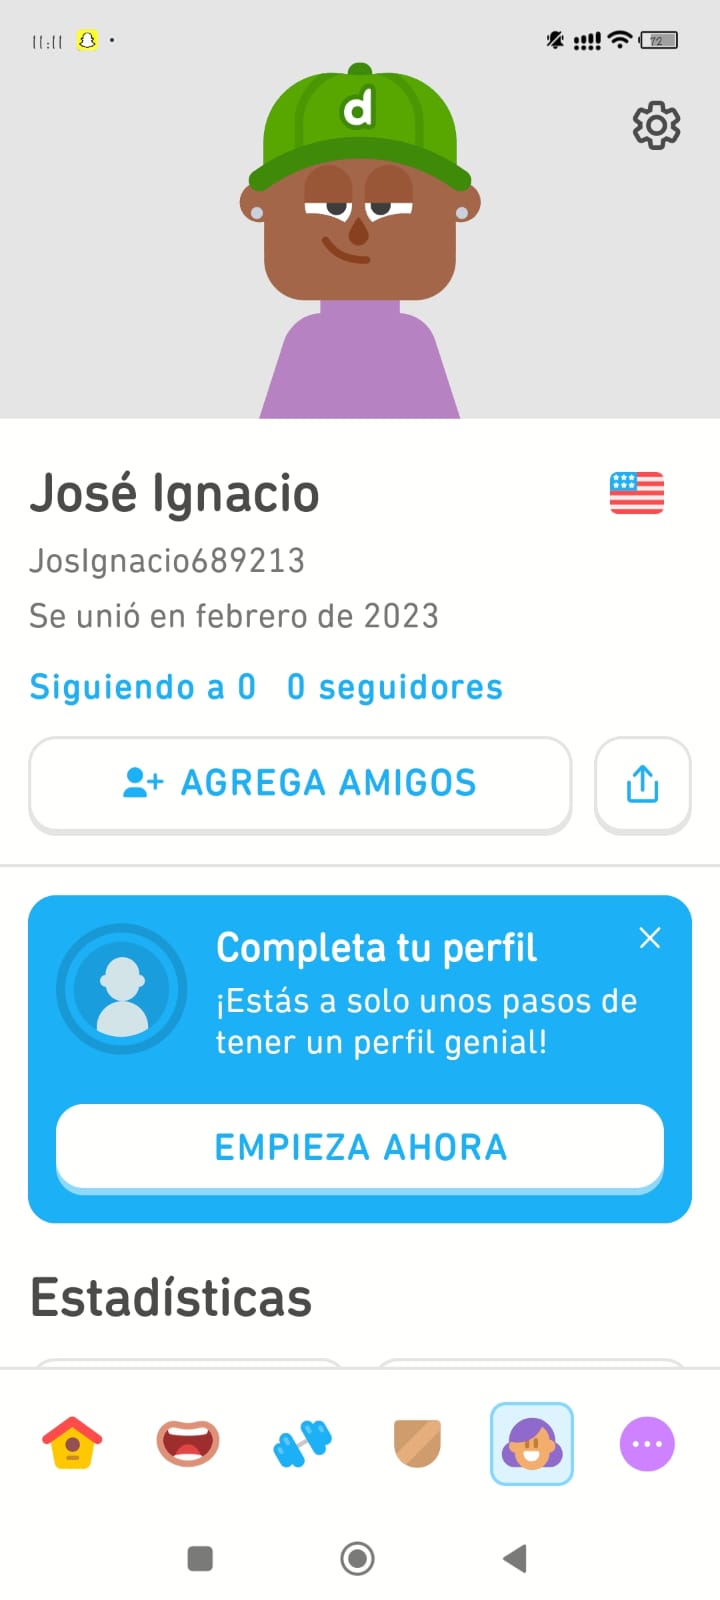 11:11
72
d
José Ignacio
JosIgnacio689213
Se unió en febrero de 2023
Siguiendo a 0 0 seguidores
AGREGA AMIGOS
Completa tu perfil
¡Estás a solo unos pasos de
tener un perfil genial!
EMPIEZA AHORA
Estadísticas